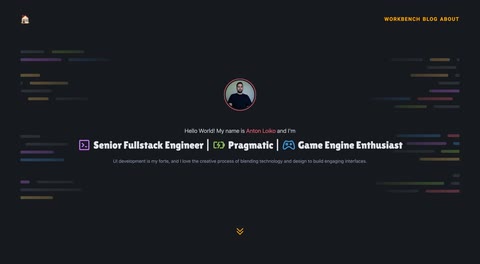 WORKBENCH BLOG ABOUT
Hello World! My name is Anton Loiko and I'm
Senior Fullstack Engineer | Pragmatic | Game Engine Enthusiast
UI development is my forte, and I love the creative process of blending technology and design to build engaging interfaces.